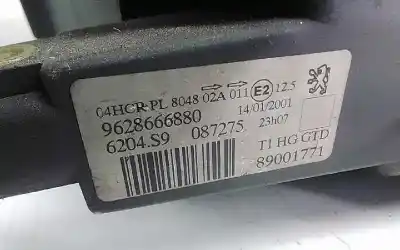 04HCR-PL 8048 02A 011 E2 12.5
9628666880 14/01/2001
6204.S9 087275 23h07
T1 HG GTD
89001771